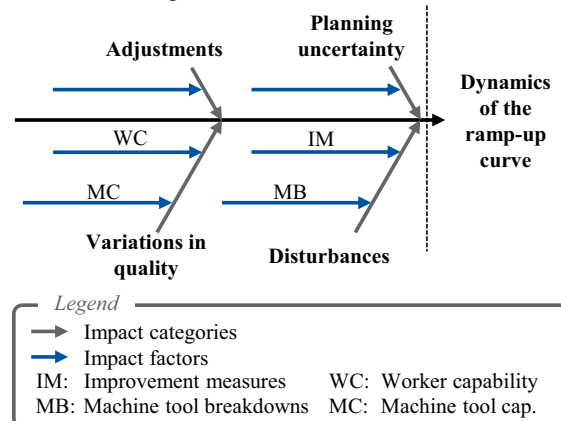 Adjustments
Planning
uncertainty
Dynamics
of the
ramp-up
curve
WC
IM
MC
MB
Variations in
quality
Disturbances
Legend
Impact categories
Impact factors
IM: Improvement measures WC: Worker capability
MB: Machine tool breakdowns MC: Machine tool cap.